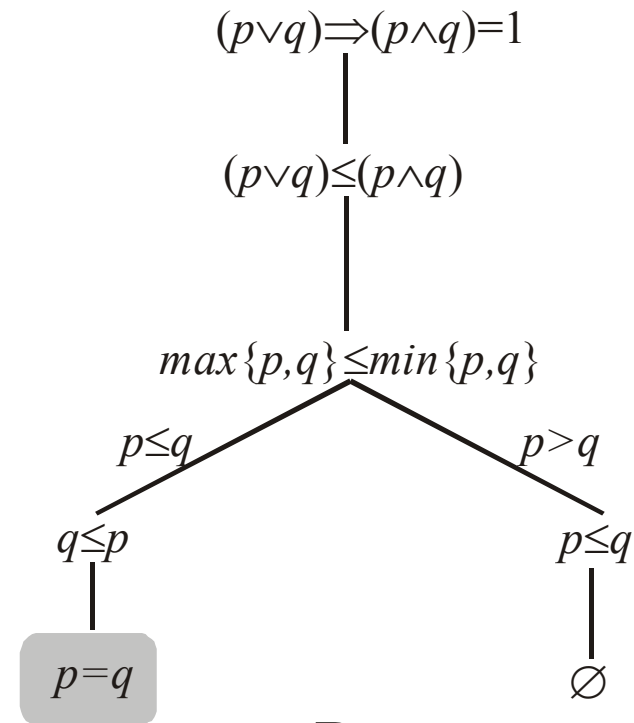 (p∨q)⇒(p∧q)=1
(p∨q)≤(p∧q)
max{p,q}≤min{p,q}
p≤q p>q
q≤p p≤q
p=q ∅